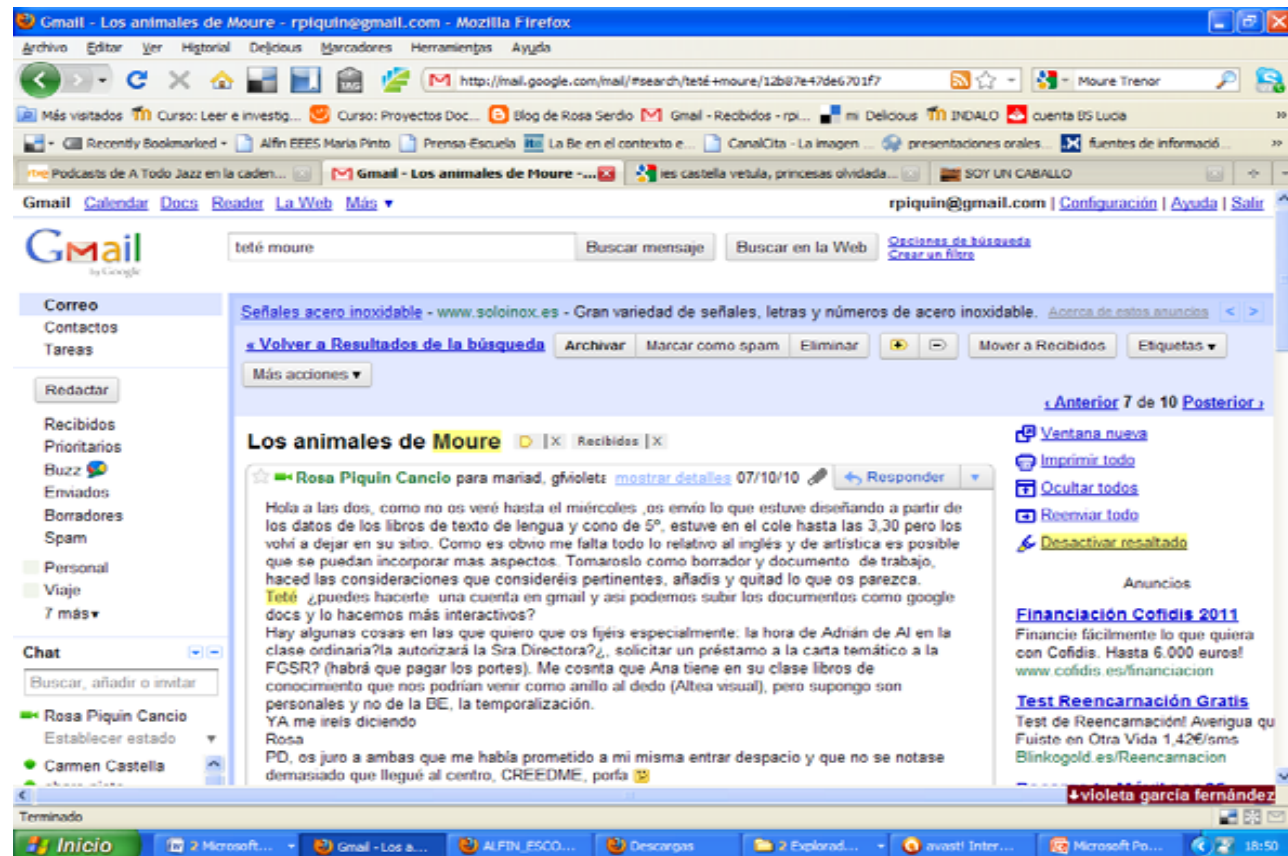 Gmail - Los animales de Moure - rpiquin@gmail.com - Mozilla Firefox
Archivo Editar Ver Historial Delicious Marcadores Herramientas Ayuda
http://mail.google.com/mail/#search/teté+moure/12b87e47de6701f7 Moure Trenor
Más visitados Curso: Leer e investig... Curso: Proyectos Doc... Blog de Rosa Serdio Gmail - Recibidos - rpi... mi Delicious INDALO cuenta BS Lucia
Recently Bookmarked Alfin EEES Maria Pinto Prensa-Escuela La Be en el contexto e... CanalCita - La imagen ... presentaciones orales... fuentes de informació...
Podcasts de A Todo Jazz en la caden... Gmail - Los animales de Moure -... ies castella vetula, princesas olvidada... SOY UN CABALLO
Gmail Calendar Docs Reader La Web Más ▼ rpiquin@gmail.com | Configuración | Ayuda | Salir
Gmail teté moure Buscar mensaje Buscar en la Web Opciones de búsqueda
by Google Crear un filtro
Correo
Contactos
Tareas
Redactar
Recibidos
Prioritarios
Buzz
Enviados
Borradores
Spam
Personal
Viaje
7 más▼
Chat
Buscar, añadir o invitar
Rosa Piquin Cancio
Establecer estado
Carmen Castella
Señales acero inoxidable - www.soloinox.es - Gran variedad de señales, letras y números de acero inoxidable. Acerca de estos anuncios < >
« Volver a Resultados de la búsqueda Archivar Marcar como spam Eliminar Mover a Recibidos Etiquetas ▼
Más acciones ▼
‹ Anterior 7 de 10 Posterior ›
Los animales de Moure Recibidos X
Rosa Piquin Cancio para mariad, gfvioleta mostrar detalles 07/10/10 Responder
Hola a las dos, como no os veré hasta el miércoles ,os envío lo que estuve diseñando a partir de
los datos de los libros de texto de lengua y cono de 5º, estuve en el cole hasta las 3,30 pero los
volví a dejar en su sitio. Como es obvio me falta todo lo relativo al inglés y de artística es posible
que se puedan incorporar mas aspectos. Tomaroslo como borrador y documento de trabajo,
haced las consideraciones que consideréis pertinentes, añadis y quitad lo que os parezca.
Teté ¿puedes hacerte una cuenta en gmail y asi podemos subir los documentos como google
docs y lo hacemos más interactivos?
Hay algunas cosas en las que quiero que os fijéis especialmente: la hora de Adrián de Al en la
clase ordinaria?la autorizará la Sra.Directora?¿, solicitar un préstamo a la carta temático a la
FGSR? (habrá que pagar los portes). Me cosnta que Ana tiene en su clase libros de
conocimiento que nos podrían venir como anillo al dedo (Altea visual), pero supongo son
personales y no de la BE, la temporalización.
YA me ireis diciendo
Rosa
PD, os juro a ambas que me había prometido a mi misma entrar despacio y que no se notase
demasiado que llegué al centro, CREEDME, porfa
Ventana nueva
Imprimir todo
Ocultar todos
Reenviar todo
Desactivar resaltado
Anuncios
Financiación Cofidis 2011
Financie fácilmente lo que quiera
con Cofidis. Hasta 6.000 euros!
www.cofidis.es/financiacion
Test Reencarnación Gratis
Test de Reencarnación! Averigua qu
Fuiste en Otra Vida 1,42€/sms
Blinkogold.es/Reencarnacion
violeta garcía fernández
Terminado
Inicio 2 Microsoft... Gmail - Los a... ALFIN_ESCO... Descargas 2 Explorad... avast! Inter... Microsoft Po... 18:50